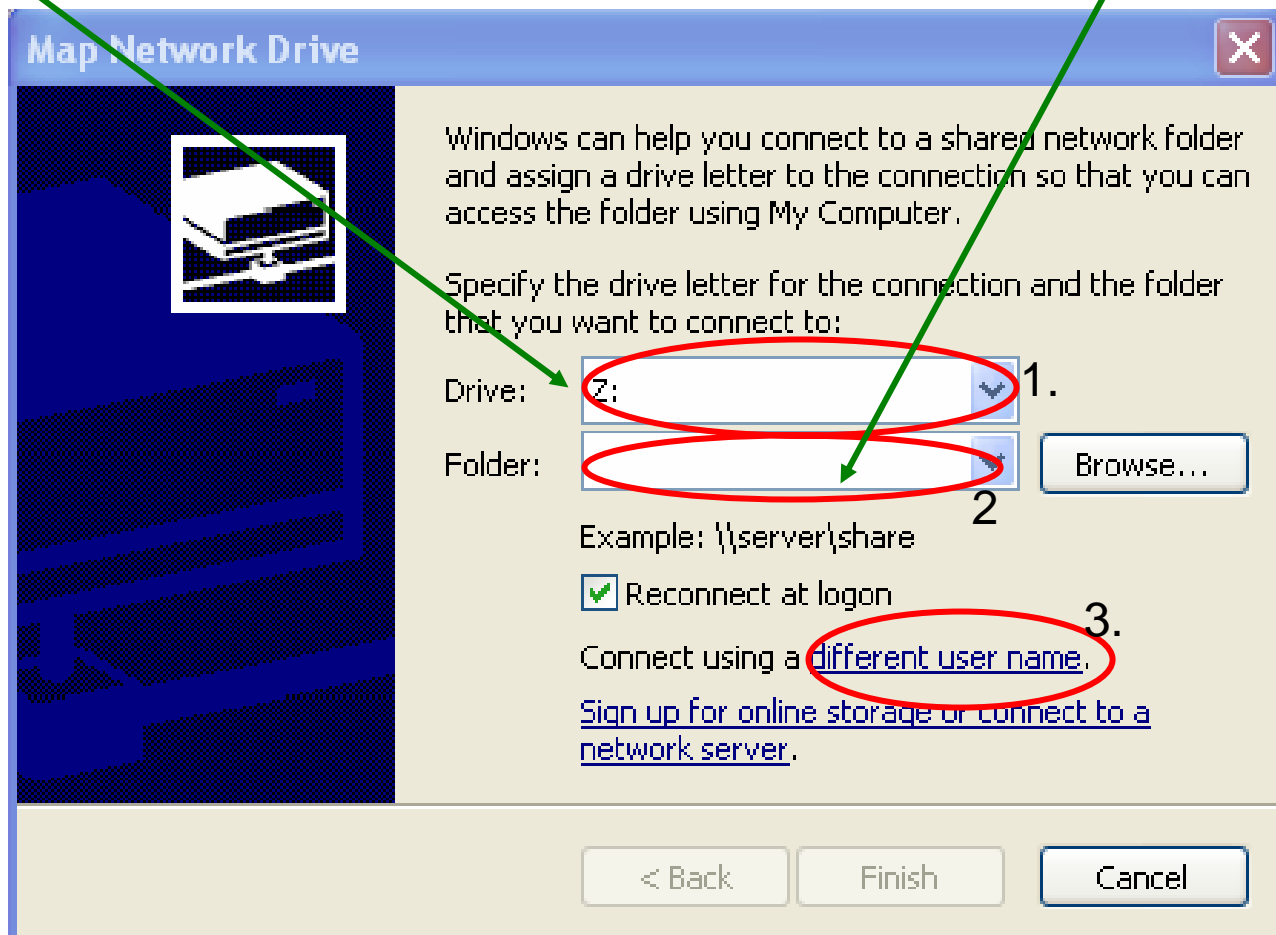 Map Network Drive
Windows can help you connect to a shared network folder
and assign a drive letter to the connection so that you can
access the folder using My Computer.
Specify the drive letter for the connection and the folder
that you want to connect to:
Drive: Z: 1.
Folder: Browse...
2
Example: \\server\share
Reconnect at logon
3.
Connect using a different user name.
Sign up for online storage or connect to a
network server.
< Back Finish Cancel